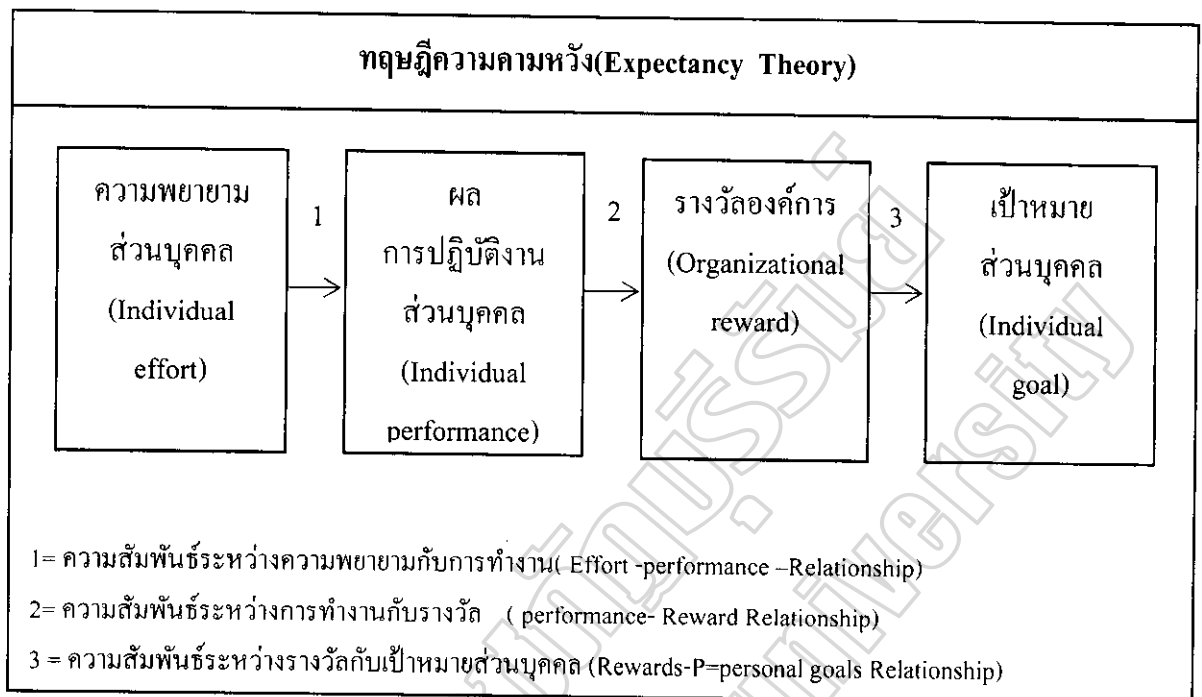 ทฤษฎีความคามหวัง(Expectancy Theory)
ความพยายาม
ส่วนบุคคล
(Individual
effort)
1
ผล
การปฏิบัติงาน
ส่วนบุคคล
(Individual
performance)
2
รางวัลองค์การ
(Organizational
reward)
3
เป้าหมาย
ส่วนบุคคล
(Individual
goal)
1= ความสัมพันธ์ระหว่างความพยายามกับการทำงาน( Effort -performance –Relationship)
2= ความสัมพันธ์ระหว่างการทำงานกับรางวัล ( performance- Reward Relationship)
3 = ความสัมพันธ์ระหว่างรางวัลกับเป้าหมายส่วนบุคคล (Rewards-P=personal goals Relationship)
University